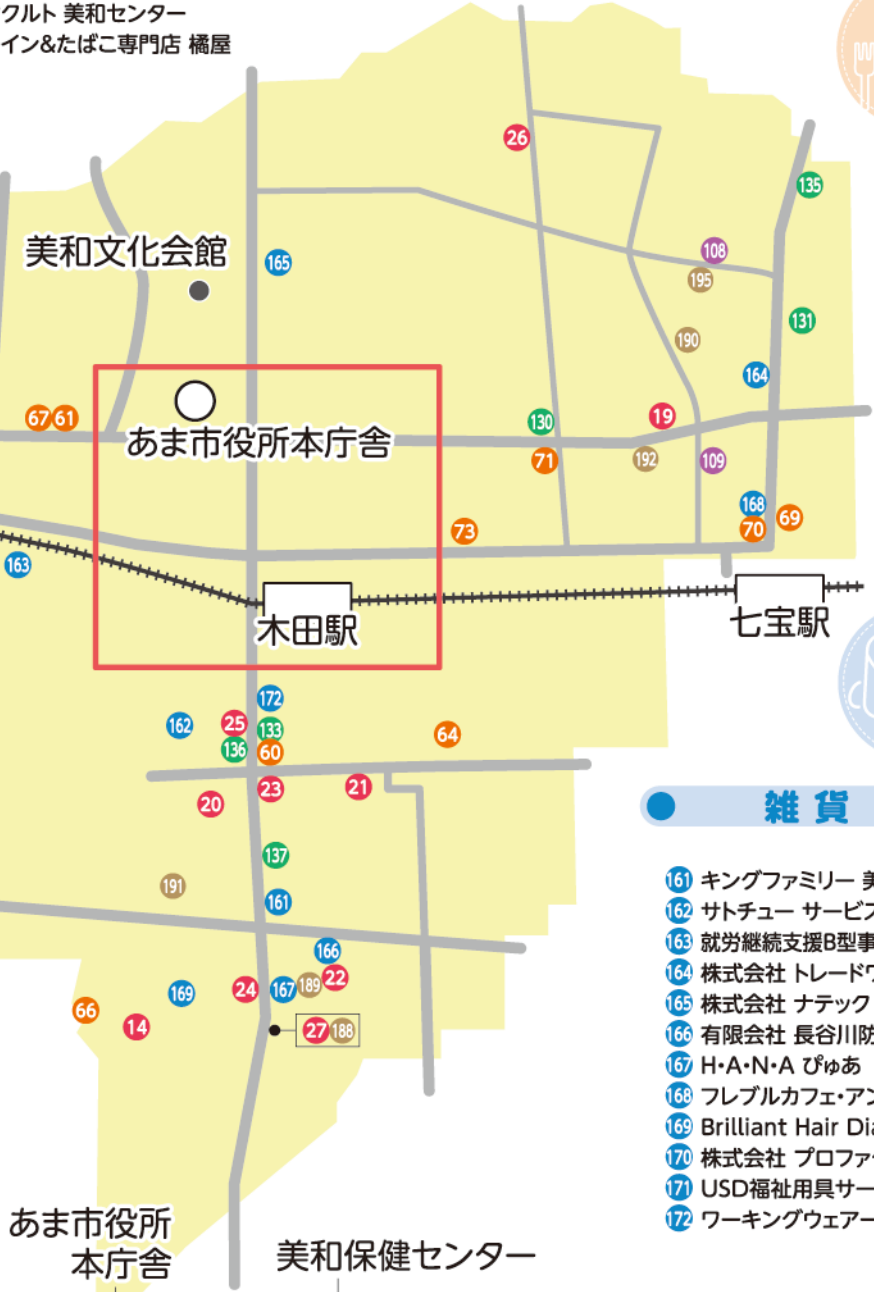 クルト 美和センター
イン&たばこ専門店 橘屋
26
135
美和文化会館
165
108
195
131
190
164
67 61
130
19
あま市役所本庁舎
71
192
109
168
69
73
70
163
木田駅
七宝駅
172
162
25
133
64
136
60
23
21
20
雑貨
137
191
161
166
169
24
167
189
22
66
14
27 188
161 キングファミリー
162 サトチュー サービス
163 就労継続支援B型事
164 株式会社 トレードワ
165 株式会社 ナテック
166 有限会社 長谷川防
167 H・A・N・A ぴゅあ
168 フレブルカフェ・アン
169 Brilliant Hair Dia
170 株式会社 プロファ
171 USD福祉用具サー
172 ワーキングウェアー
あま市役所
本庁舎
美和保健センター